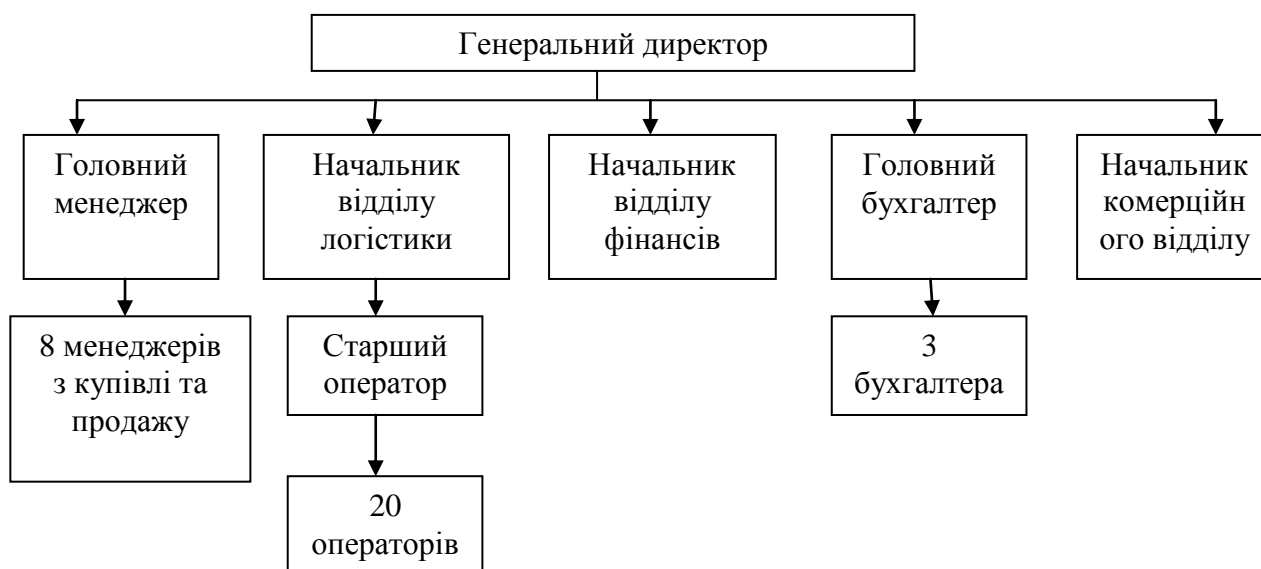 Генеральний директор
Головний
менеджер
Начальник
відділу
логістики
Начальник
відділу
фінансів
Головний
бухгалтер
Начальник
комерційн
ого відділу
8 менеджерів
з купівлі та
продажу
Старший
оператор
3
бухгалтера
20
операторів